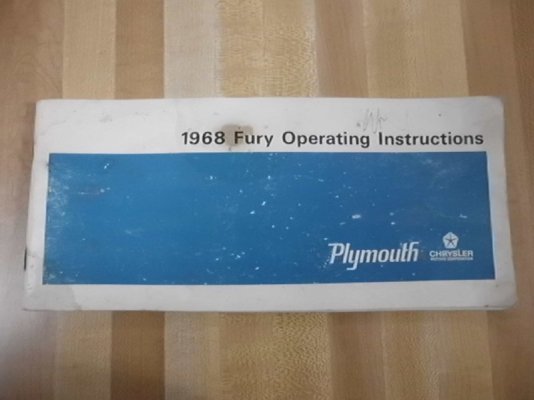 1968 Fury Operating Instructions
Plymouth
CHRYSLER
MOTORS CORPORATION